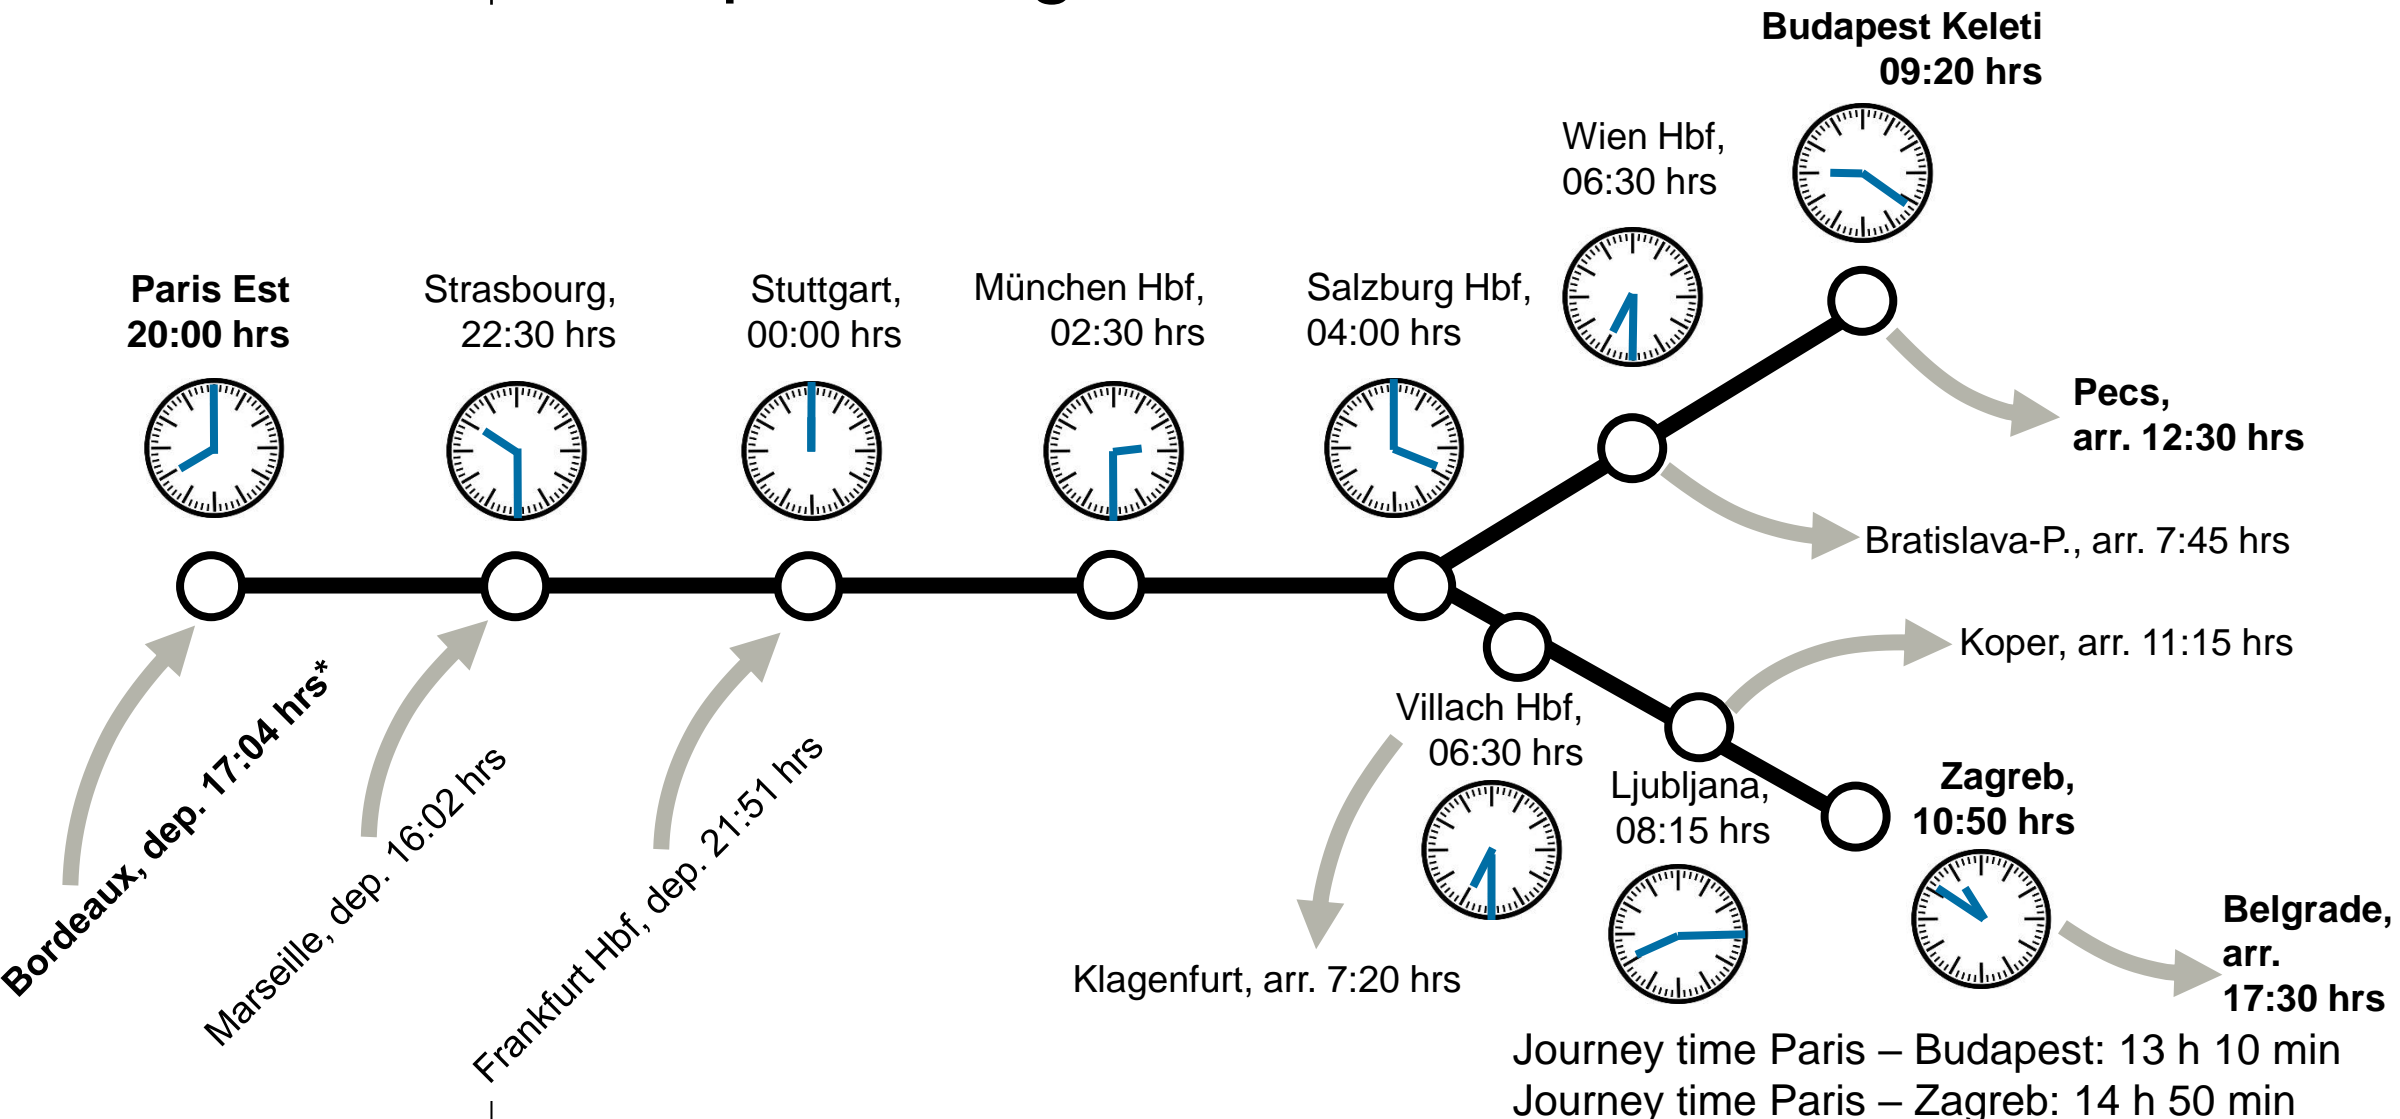 Budapest Keleti
09:20 hrs
Wien Hbf,
06:30 hrs
Paris Est
20:00 hrs
Strasbourg,
22:30 hrs
Stuttgart,
00:00 hrs
München Hbf,
02:30 hrs
Salzburg Hbf,
04:00 hrs
Pecs,
arr. 12:30 hrs
Bratislava-P., arr. 7:45 hrs
Koper, arr. 11:15 hrs
Villach Hbf,
06:30 hrs
Ljubljana,
08:15 hrs
Zagreb,
10:50 hrs
Bordeaux, dep. 17:04 hrs*
Marseille, dep. 16:02 hrs
Frankfurt Hbf, dep. 21:51 hrs
Klagenfurt, arr. 7:20 hrs
Belgrade,
arr.
17:30 hrs
Journey time Paris – Budapest: 13 h 10 min
Journey time Paris – Zagreb: 14 h 50 min